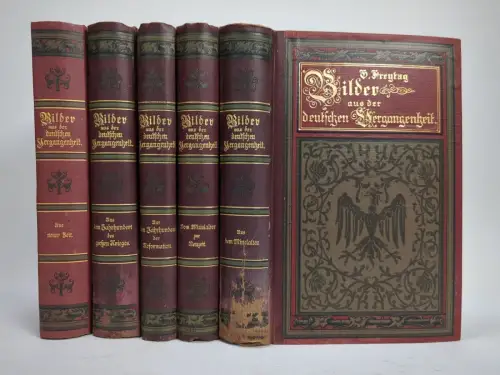 Bilder
aus der
deutschen
Vergangenheit.
Aus
neuer Zeit.
Bilder
aus der
deutschen
Vergangenheit.
Aus
dem Jahrhundert
des
großen Krieges.
Bilder
aus der
deutschen
Vergangenheit.
Aus
dem Jahrhundert
der
Reformation.
Bilder
aus der
deutschen
Vergangenheit.
Vom Mittelalter
zur
Neuzeit.
Bilder
aus der
deutschen
Vergangenheit.
Aus
dem Mittelalter.
G. Freytag
Bilder
aus der
deutschen Vergangenheit.